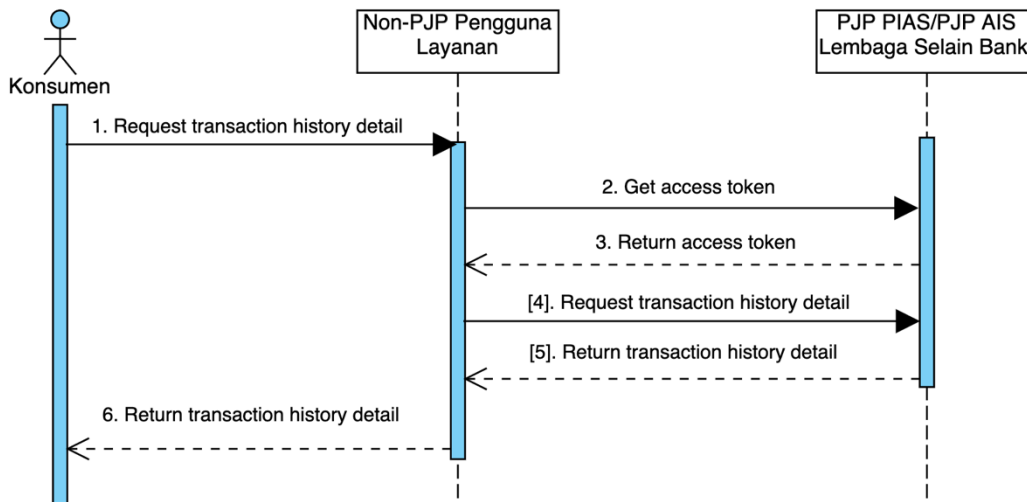 Non-PJP Pengguna
Layanan
PJP PIAS/PJP AIS
Lembaga Selain Bank
Konsumen
1. Request transaction history detail
2. Get access token
3. Return access token
[4]. Request transaction history detail
[5]. Return transaction history detail
6. Return transaction history detail